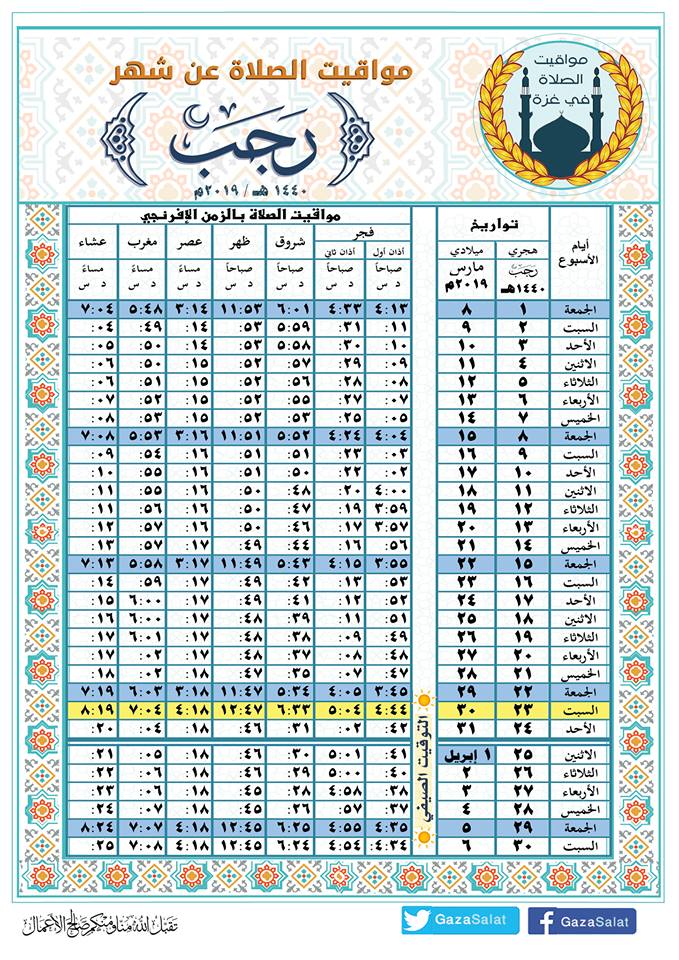 مواقيت الصلاة في غزة
مواقيت الصلاة عن شهر
رَجَب
١٤٤٠ هـ / ٢٠١٩م
أيام الأسبوع تواريخ مواقيت الصلاة بالزمن الإفرنجي
هجري ميلادي فجر شروق ظهر عصر مغرب عشاء
رجب ١٤٤٠هـ مارس ٢٠١٩م أذان أول أذان ثاني
صباحاً صباحاً صباحاً صباحاً مساءً مساءً مساءً
د س د س د س د س د س د س د س
الجمعة ١ ٨ ٤:١٣ ٤:٣٣ ٦:٠١ ١١:٥٣ ٣:١٤ ٥:٤٨ ٧:٠٤
السبت ٢ ٩ :١١ :٣١ ٥:٥٩ :٥٣ :١٤ :٤٩ :٠٤
الأحد ٣ ١٠ :١٠ :٣٠ ٥:٥٨ :٥٣ :١٤ :٥٠ :٠٥
الاثنين ٤ ١١ :٠٩ :٢٩ :٥٧ :٥٢ :١٥ :٥٠ :٠٦
الثلاثاء ٥ ١٢ :٠٨ :٢٨ :٥٦ :٥٢ :١٥ :٥١ :٠٦
الأربعاء ٦ ١٣ :٠٧ :٢٧ :٥٥ :٥٢ :١٥ :٥٢ :٠٧
الخميس ٧ ١٤ :٠٥ :٢٥ :٥٣ :٥٢ :١٥ :٥٣ :٠٨
الجمعة ٨ ١٥ ٤:٠٤ ٤:٢٤ ٥:٥٢ ١١:٥١ ٣:١٦ ٥:٥٣ ٧:٠٨
السبت ٩ ١٦ :٠٣ :٢٣ :٥١ :٥١ :١٦ :٥٤ :٠٩
الأحد ١٠ ١٧ :٠٢ :٢٢ :٥٠ :٥١ :١٦ :٥٥ :١٠
الاثنين ١١ ١٨ ٤:٠٠ :٢٠ :٤٨ :٥٠ :١٦ :٥٥ :١١
الثلاثاء ١٢ ١٩ ٣:٥٩ :١٩ :٤٧ :٥٠ :١٦ :٥٦ :١١
الأربعاء ١٣ ٢٠ ٣:٥٧ :١٧ :٤٦ :٥٠ :١٧ :٥٧ :١٢
الخميس ١٤ ٢١ :٥٦ :١٦ :٤٤ :٤٩ :١٧ :٥٧ :١٣
الجمعة ١٥ ٢٢ ٣:٥٥ ٤:١٥ ٥:٤٣ ١١:٤٩ ٣:١٧ ٥:٥٨ ٧:١٣
السبت ١٦ ٢٣ :٥٣ :١٣ :٤٢ :٤٩ :١٧ :٥٩ :١٤
الأحد ١٧ ٢٤ :٥٢ :١٢ :٤١ :٤٩ :١٧ ٦:٠٠ :١٥
الاثنين ١٨ ٢٥ :٥١ :١١ :٣٩ :٤٨ :١٧ ٦:٠٠ :١٦
الثلاثاء ١٩ ٢٦ :٤٩ :٠٩ :٣٨ :٤٨ :١٧ ٦:٠١ :١٧
الأربعاء ٢٠ ٢٧ :٤٨ :٠٨ :٣٧ :٤٨ :١٧ :٠٢ :١٧
الخميس ٢١ ٢٨ :٤٧ :٠٧ :٣٥ :٤٧ :١٨ :٠٢ :١٨
الجمعة ٢٢ ٢٩ ٣:٤٥ ٤:٠٥ ٥:٣٤ ١١:٤٧ ٣:١٨ ٦:٠٣ ٧:١٩
السبت ٢٣ ٣٠ ٤:٤٤ ٥:٠٤ ٦:٣٣ ١٢:٤٧ ٤:١٨ ٧:٠٤ ٨:١٩
الأحد ٢٤ ٣١ :٤٢ :٠٢ :٣١ :٤٦ :١٨ :٠٤ :٢٠
التوقيت الصيفي
الاثنين ٢٥ ١ إبريل :٤١ ٥:٠١ :٣٠ :٤٦ :١٨ :٠٥ :٢١
الثلاثاء ٢٦ ٢ :٤٠ ٥:٠٠ :٢٩ :٤٦ :١٨ :٠٦ :٢٢
الأربعاء ٢٧ ٣ :٣٨ ٤:٥٨ :٢٨ :٤٥ :١٨ :٠٦ :٢٣
الخميس ٢٨ ٤ :٣٧ :٥٧ :٢٦ :٤٥ :١٨ :٠٧ :٢٤
الجمعة ٢٩ ٥ ٤:٣٥ ٤:٥٥ ٦:٢٥ ١٢:٤٥ ٤:١٨ ٧:٠٧ ٨:٢٤
السبت ٣٠ ٦ ٤:٣٤ ٤:٥٤ ٦:٢٤ ١٢:٤٥ ٤:١٨ ٧:٠٨ :٢٥
تقبل الله منا ومنكم صالح الأعمال
GazaSalat
GazaSalat